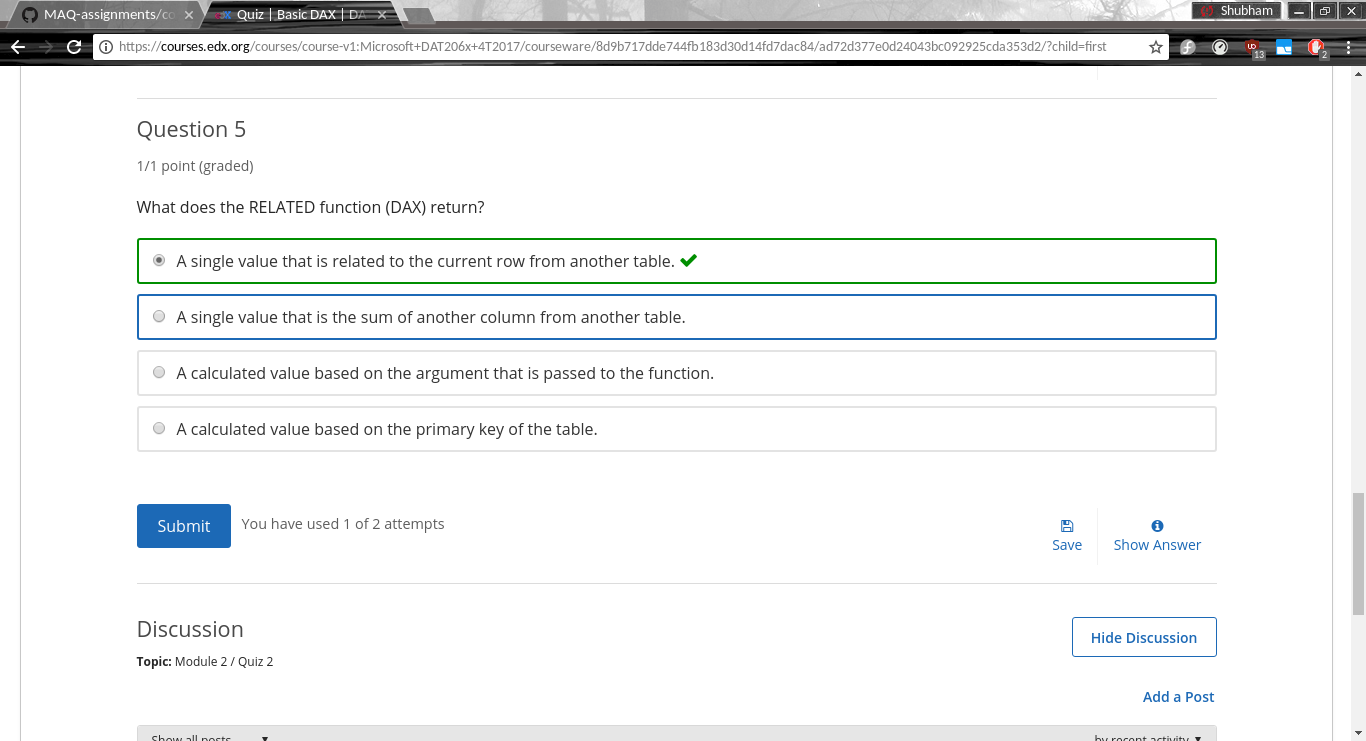 MAQ-assignments/co
Quiz | Basic DAX | DA
Shubham
https://courses.edx.org/courses/course-v1:Microsoft+DAT206x+4T2017/courseware/8d9b717dde744fb183d30d14fd7dac84/ad72d377e0d24043bc092925cda353d2/?child=first
13
2
Question 5
1/1 point (graded)
What does the RELATED function (DAX) return?
A single value that is related to the current row from another table.
A single value that is the sum of another column from another table.
A calculated value based on the argument that is passed to the function.
A calculated value based on the primary key of the table.
Submit
You have used 1 of 2 attempts
Save
Show Answer
Discussion
Hide Discussion
Topic: Module 2 / Quiz 2
Add a Post
Show all posts
by recent activity